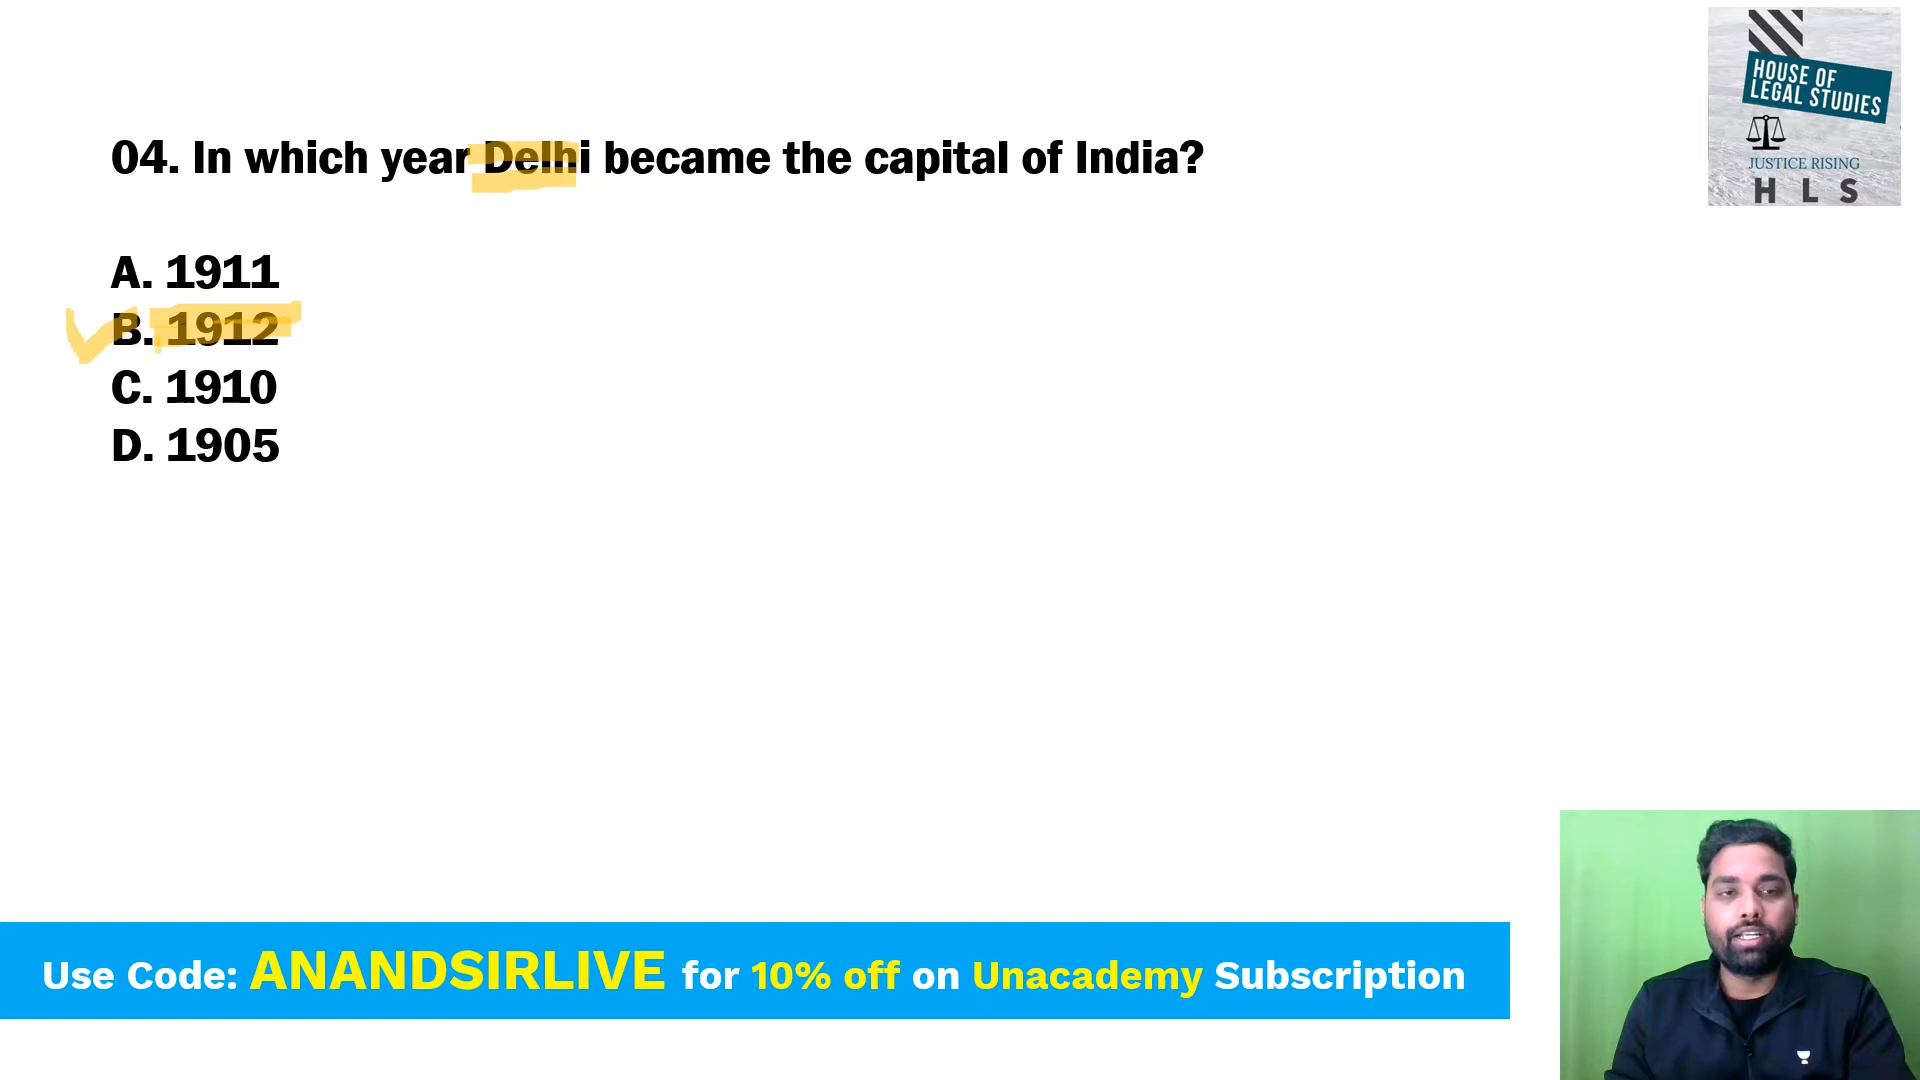 04. In which year Delhi became the capital of India?
A. 1911
B. 1912
C. 1910
D. 1905
HOUSE OF
LEGAL STUDIES
JUSTICE RISING
H L S
Use Code: ANANDSIRLIVE for 10% off on Unacademy Subscription